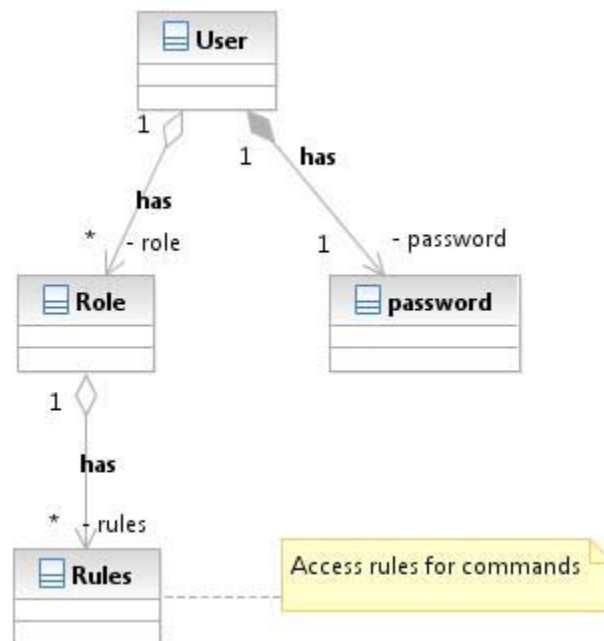 User
1
1
has
has
*
- role
1
- password
Role
password
1
has
*
- rules
Rules
Access rules for commands